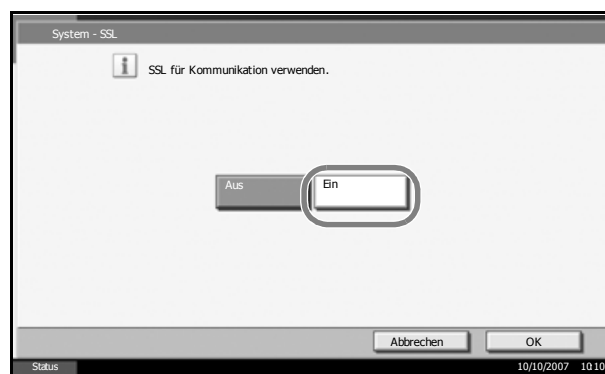 System - SSL
SSL für Kommunikation verwenden.
Aus Ein
Abbrechen OK
Status 10/10/2007 10:10